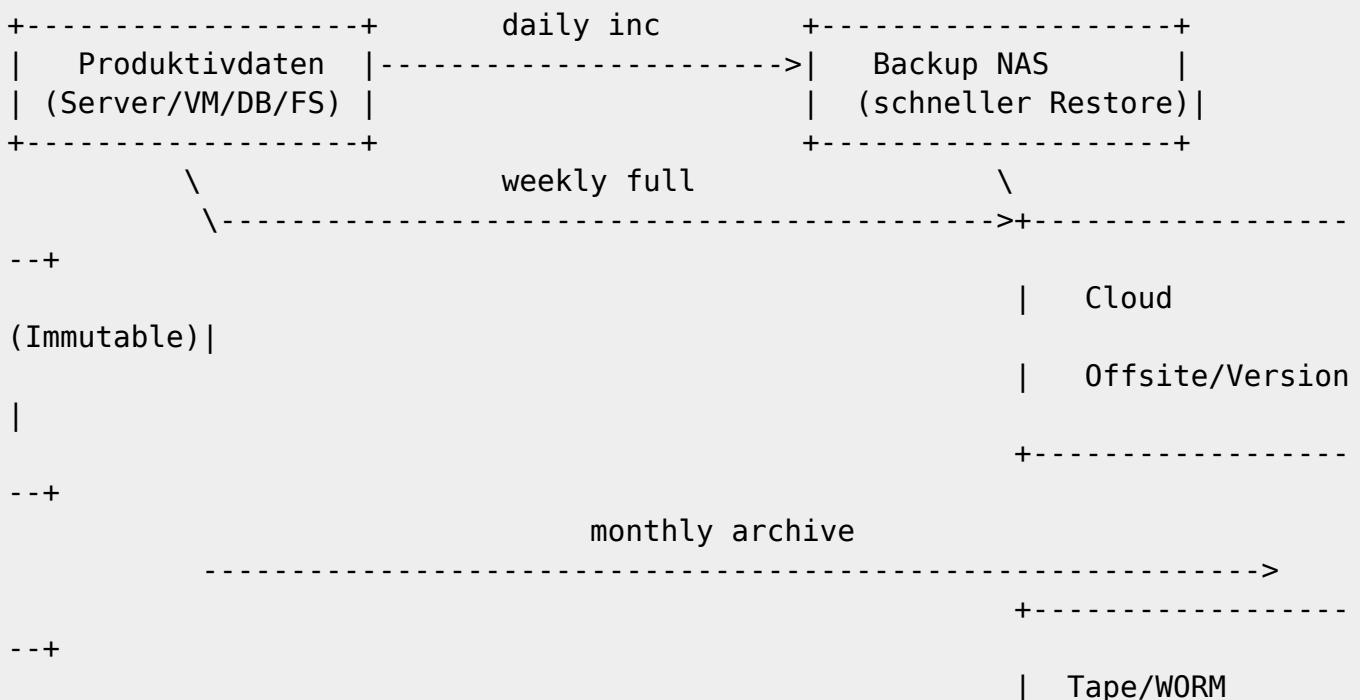 +-------------------+       daily inc        +--------------------+
|   Produktivdaten  |----------------------->|   Backup NAS       |
| (Server/VM/DB/FS) |                        |  (schneller Restore)|
+-------------------+                        +--------------------+
          \                 weekly full                 \
           \-------------------------------------------->+------------------
--+
                                                         |   Cloud
(Immutable)|
                                                         |   Offsite/Version
|
                                                         +------------------
--+
                                 monthly archive
           ------------------------------------------------------------>
                                                         +------------------
--+
                                                         |  Tape/WORM